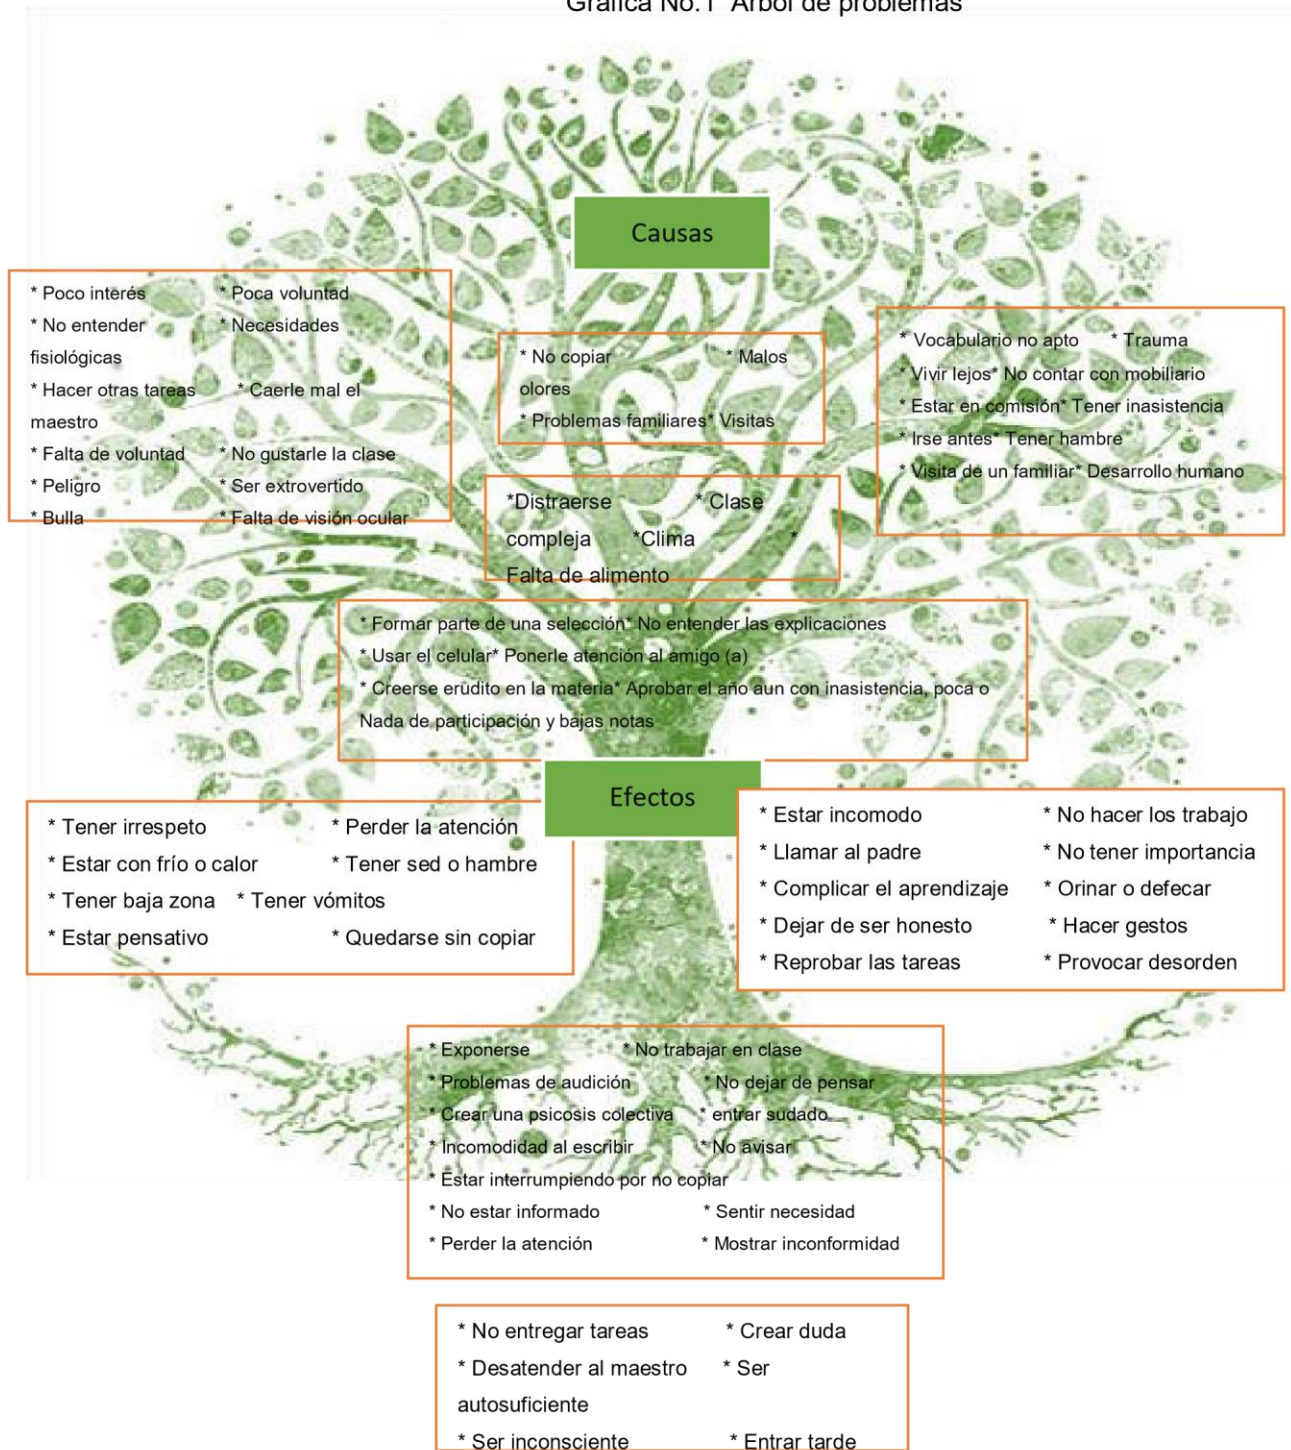 Gráfica No.1 Árbol de problemas
Causas
* Poco interés * Poca voluntad
* No entender * Necesidades
fisiológicas
* Hacer otras tareas * Caerle mal el
maestro
* Falta de voluntad * No gustarle la clase
* Peligro * Ser extrovertido
* Bulla * Falta de visión ocular
* No copiar * Malos
olores
* Problemas familiares* Visitas
* Vocabulario no apto * Trauma
* Vivir lejos* No contar con mobiliario
* Estar en comisión* Tener inasistencia
* Irse antes* Tener hambre
* Visita de un familiar* Desarrollo humano
*Distraerse * Clase
compleja *Clima *
Falta de alimento
* Formar parte de una selección* No entender las explicaciones
* Usar el celular* Ponerle atención al amigo (a)
* Creerse erudito en la materia* Aprobar el año aun con inasistencia, poca o
Nada de participación y bajas notas
Efectos
* Tener irrespeto * Perder la atención
* Estar con frío o calor * Tener sed o hambre
* Tener baja zona * Tener vómitos
* Estar pensativo * Quedarse sin copiar
* Estar incomodo * No hacer los trabajo
* Llamar al padre * No tener importancia
* Complicar el aprendizaje * Orinar o defecar
* Dejar de ser honesto * Hacer gestos
* Reprobar las tareas * Provocar desorden
* Exponerse * No trabajar en clase
* Problemas de audición * No dejar de pensar
* Crear una psicosis colectiva * entrar sudado
* Incomodidad al escribir * No avisar
* Estar interrumpiendo por no copiar
* No estar informado * Sentir necesidad
* Perder la atención * Mostrar inconformidad
* No entregar tareas * Crear duda
* Desatender al maestro * Ser
autosuficiente
* Ser inconsciente * Entrar tarde